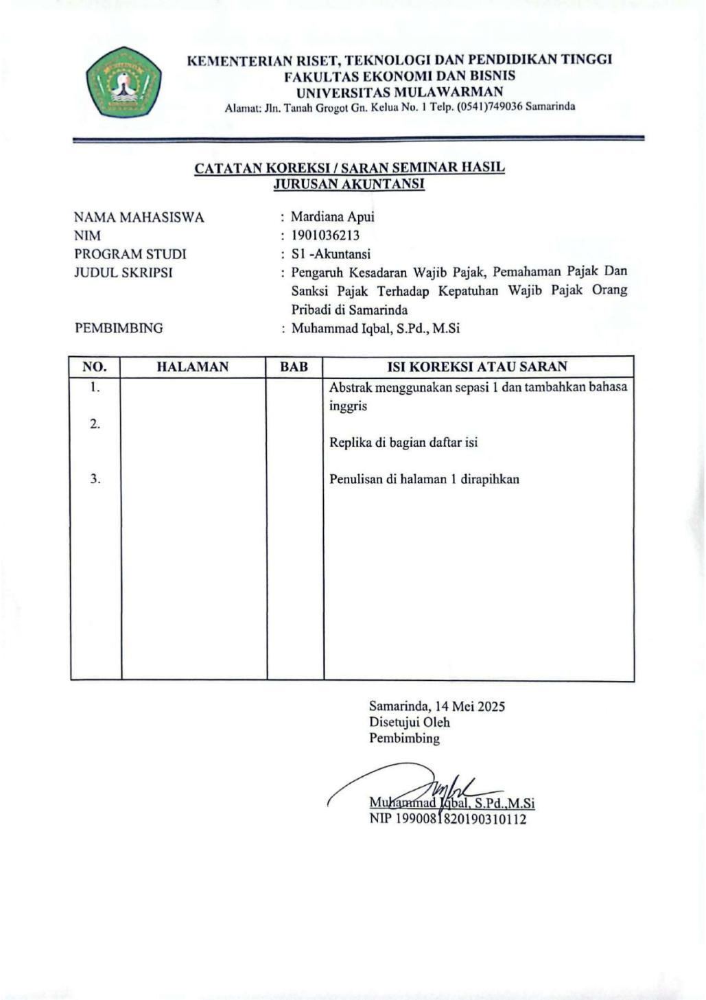 KEMENTERIAN RISET, TEKNOLOGI DAN PENDIDIKAN TINGGI
FAKULTAS EKONOMI DAN BISNIS
UNIVERSITAS MULAWARMAN
Alamat: Jln. Tanah Grogot Gn. Kelua No. 1 Telp. (0541)749036 Samarinda
CATATAN KOREKSI / SARAN SEMINAR HASIL
JURUSAN AKUNTANSI
NAMA MAHASISWA : Mardiana Apui
NIM : 1901036213
PROGRAM STUDI : S1 -Akuntansi
JUDUL SKRIPSI : Pengaruh Kesadaran Wajib Pajak, Pemahaman Pajak Dan
Sanksi Pajak Terhadap Kepatuhan Wajib Pajak Orang
Pribadi di Samarinda
PEMBIMBING : Muhammad Iqbal, S.Pd., M.Si
NO. HALAMAN BAB ISI KOREKSI ATAU SARAN
1. Abstrak menggunakan sepasi 1 dan tambahkan bahasa
inggris
2.
Replika di bagian daftar isi
3. Penulisan di halaman 1 dirapihkan
Samarinda, 14 Mei 2025
Disetujui Oleh
Pembimbing
Muhammad Iqbal, S.Pd.,M.Si
NIP 1990081820190310112